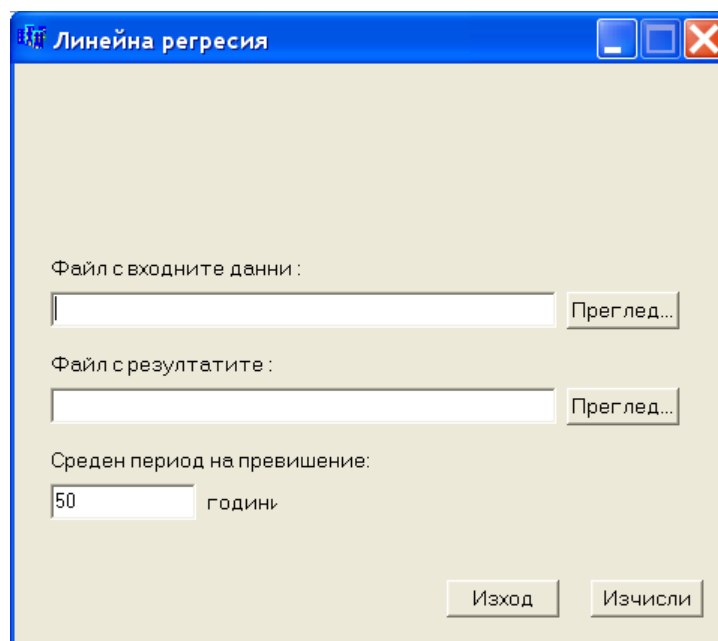 Линейна регресия
Файл с входните данни :
Преглед...
Файл с резултатите :
Преглед...
Среден период на превишение:
50 години
Изход Изчисли